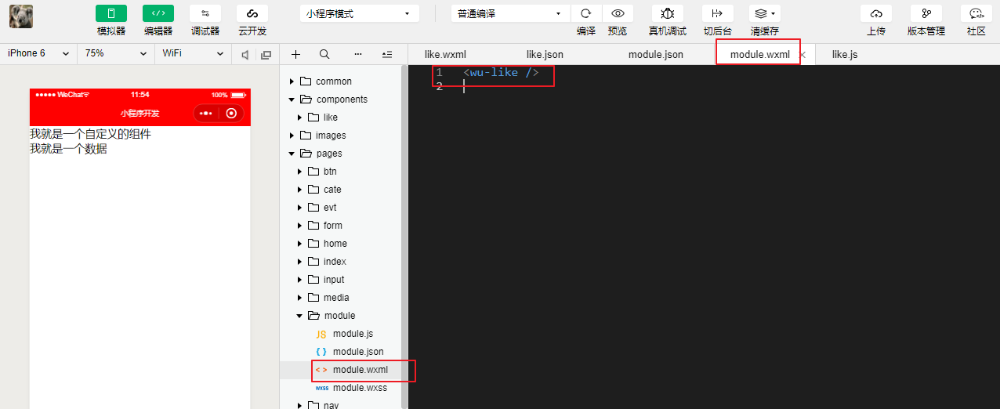 小程序模式
普通编译
模拟器 编辑器 调试器 云开发
编译 预览 真机调试 切后台 清缓存
上传 版本管理 社区
iPhone 6 75% WiFi
like.wxml like.json module.json module.wxml like.js
WeChat 11:54 100%
小程序开发
我就是一个自定义的组件
我就是一个数据
common
components
like
images
pages
btn
cate
evt
form
home
index
input
media
module
JS module.js
{ } module.json
< > module.wxml
WXSS module.wxss
nav
1 <wu-like />
2